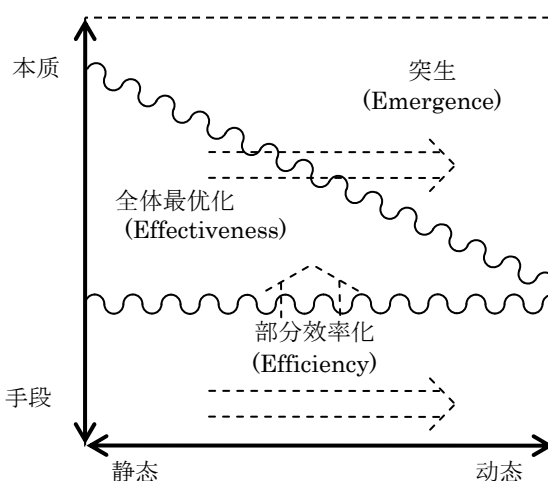 本质
突生
(Emergence)
全体最优化
(Effectiveness)
部分效率化
(Efficiency)
手段
静态
动态